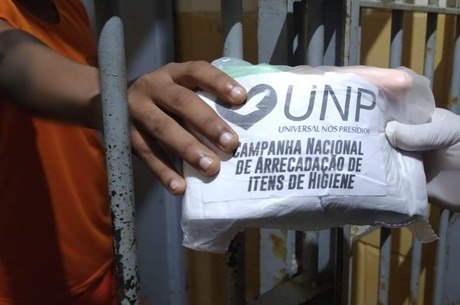 UNP
UNIVERSAL NOS PRESÍDIOS
CAMPANHA NACIONAL
DE ARRECADAÇÃO DE
ITENS DE HIGIENE